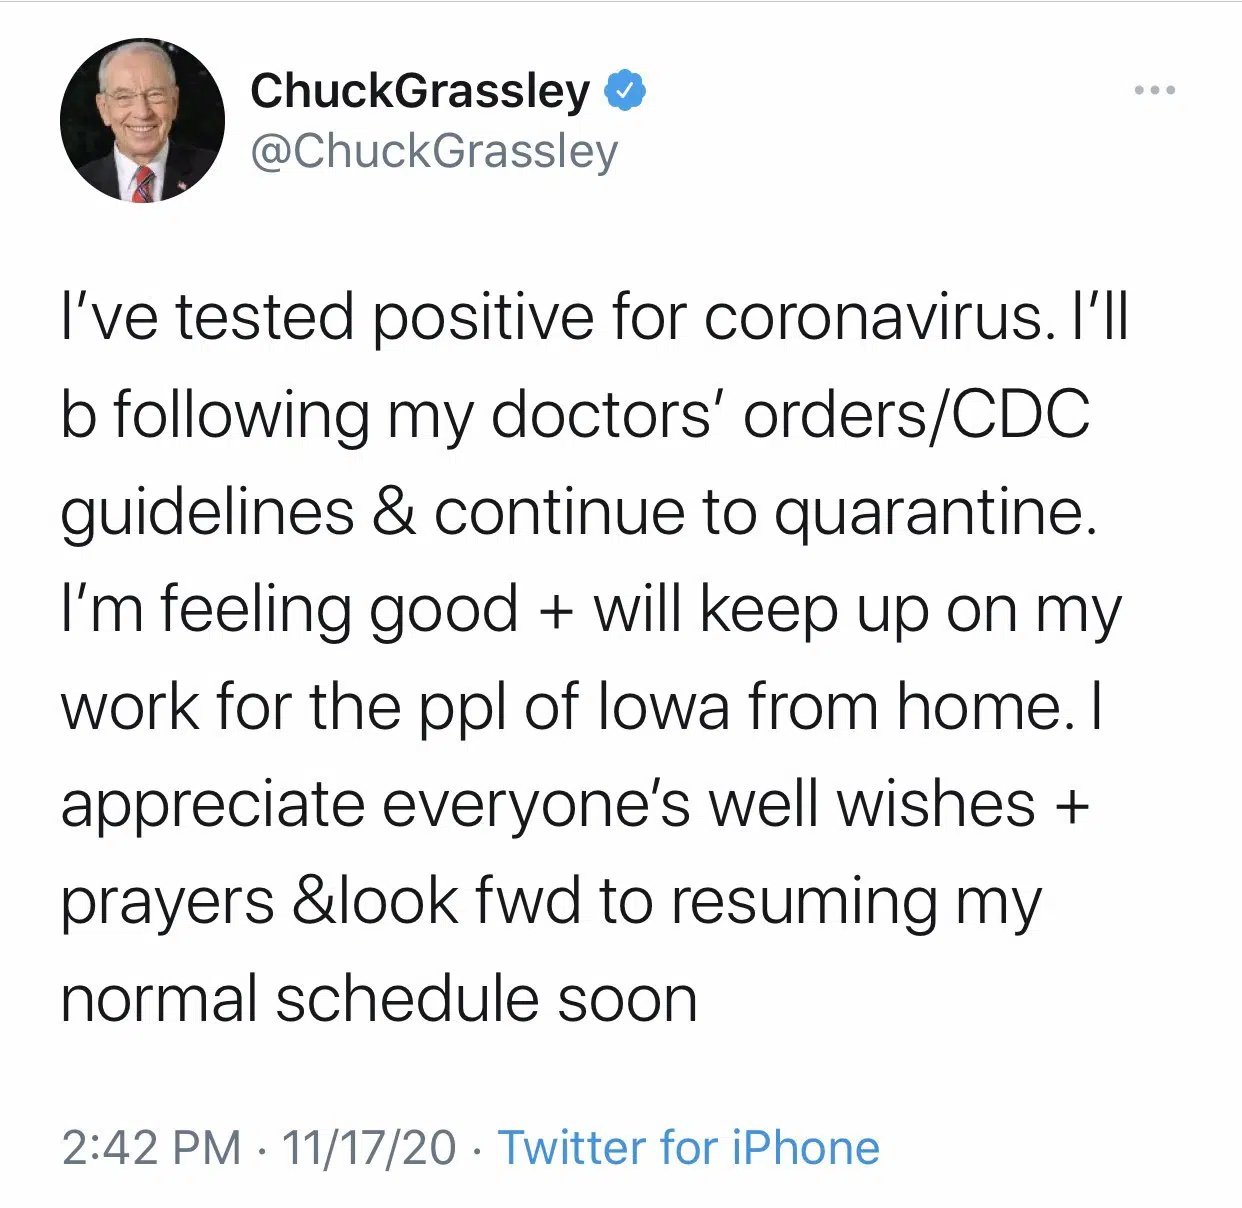 ChuckGrassley
@ChuckGrassley
I’ve tested positive for coronavirus. I’ll
b following my doctors’ orders/CDC
guidelines & continue to quarantine.
I’m feeling good + will keep up on my
work for the ppl of Iowa from home. I
appreciate everyone’s well wishes +
prayers &look fwd to resuming my
normal schedule soon
2:42 PM · 11/17/20 · Twitter for iPhone